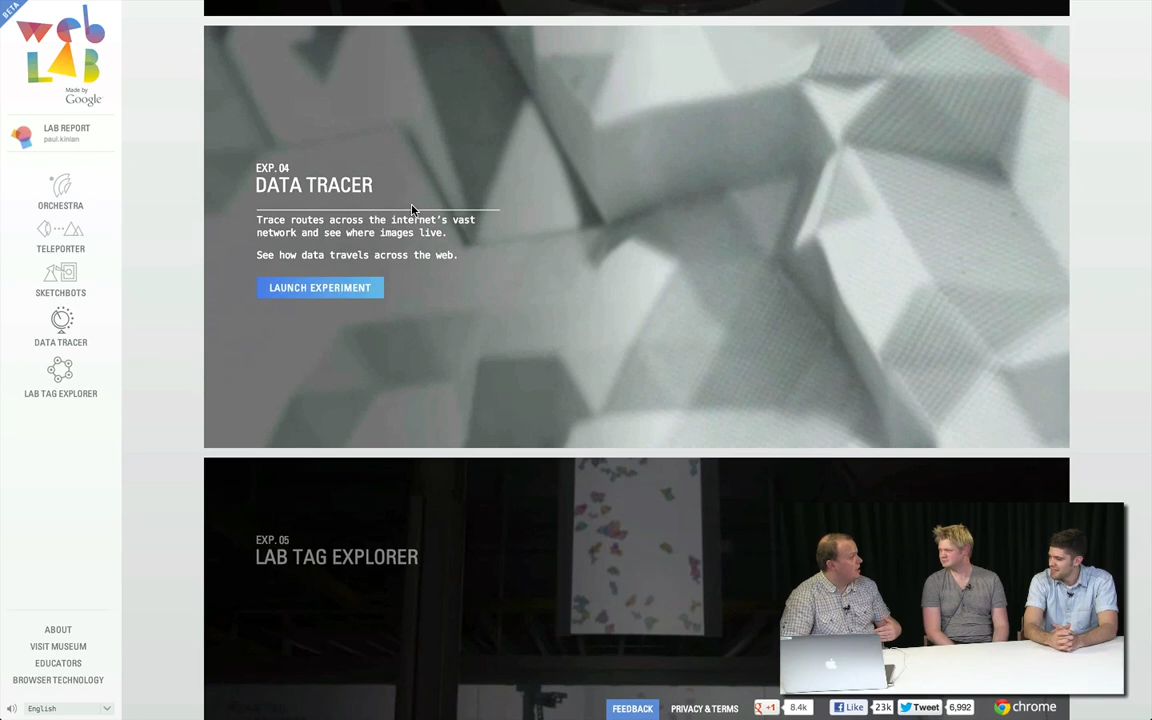 BETA
web
LAB
Made by
Google
LAB REPORT
paul.kinlan
ORCHESTRA
TELEPORTER
SKETCHBOTS
DATA TRACER
LAB TAG EXPLORER
EXP. 04
DATA TRACER
Trace routes across the internet's vast
network and see where images live.
See how data travels across the web.
LAUNCH EXPERIMENT
EXP. 05
LAB TAG EXPLORER
ABOUT
VISIT MUSEUM
EDUCATORS
BROWSER TECHNOLOGY
English
FEEDBACK
PRIVACY & TERMS
+1
8.4k
Like
23k
Tweet
6,992
chrome